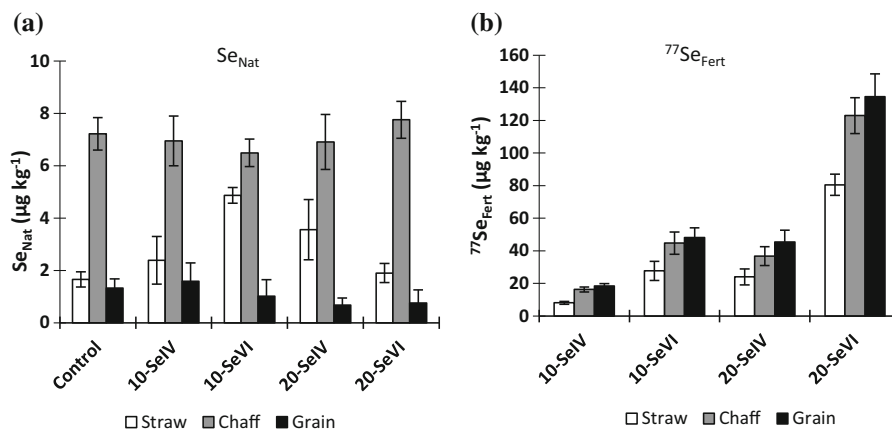 (a)
Se_Nat
Se_Nat (μg kg⁻¹)
10
8
6
4
2
0
Control
10-SeIV
10-SeVI
20-SeIV
20-SeVI
Straw Chaff Grain
(b)
⁷⁷Se_Fert
⁷⁷Se_Fert (μg kg⁻¹)
160
140
120
100
80
60
40
20
0
10-SeIV
10-SeVI
20-SeIV
20-SeVI
Straw Chaff Grain